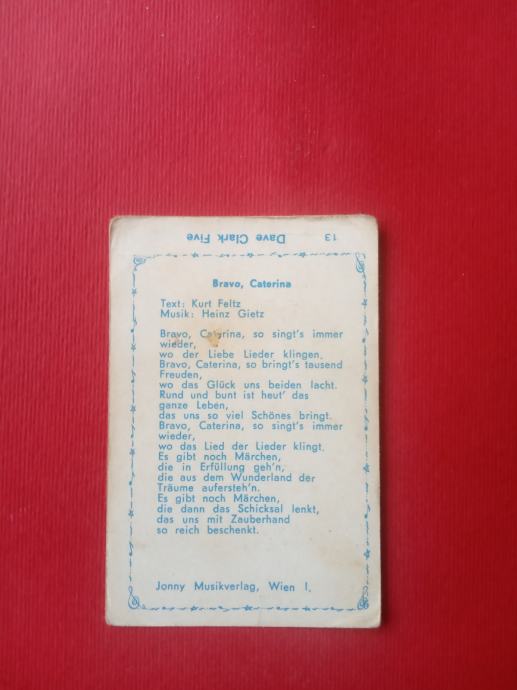 13 Dave Clark Five
Bravo, Caterina
Text: Kurt Feltz
Musik: Heinz Gietz
Bravo, Caterina, so singt's immer
wieder,
wo der Liebe Lieder klingen.
Bravo, Caterina, so bringt's tausend
Freuden,
wo das Glück uns beiden lacht.
Rund und bunt ist heut' das
ganze Leben,
das uns so viel Schönes bringt.
Bravo, Caterina, so singt's immer
wieder,
wo das Lied der Lieder klingt.
Es gibt noch Märchen,
die in Erfüllung geh'n,
die aus dem Wunderland der
Träume aufersteh'n.
Es gibt noch Märchen,
die dann das Schicksal lenkt,
das uns mit Zauberhand
so reich beschenkt.
Jonny Musikverlag, Wien I.